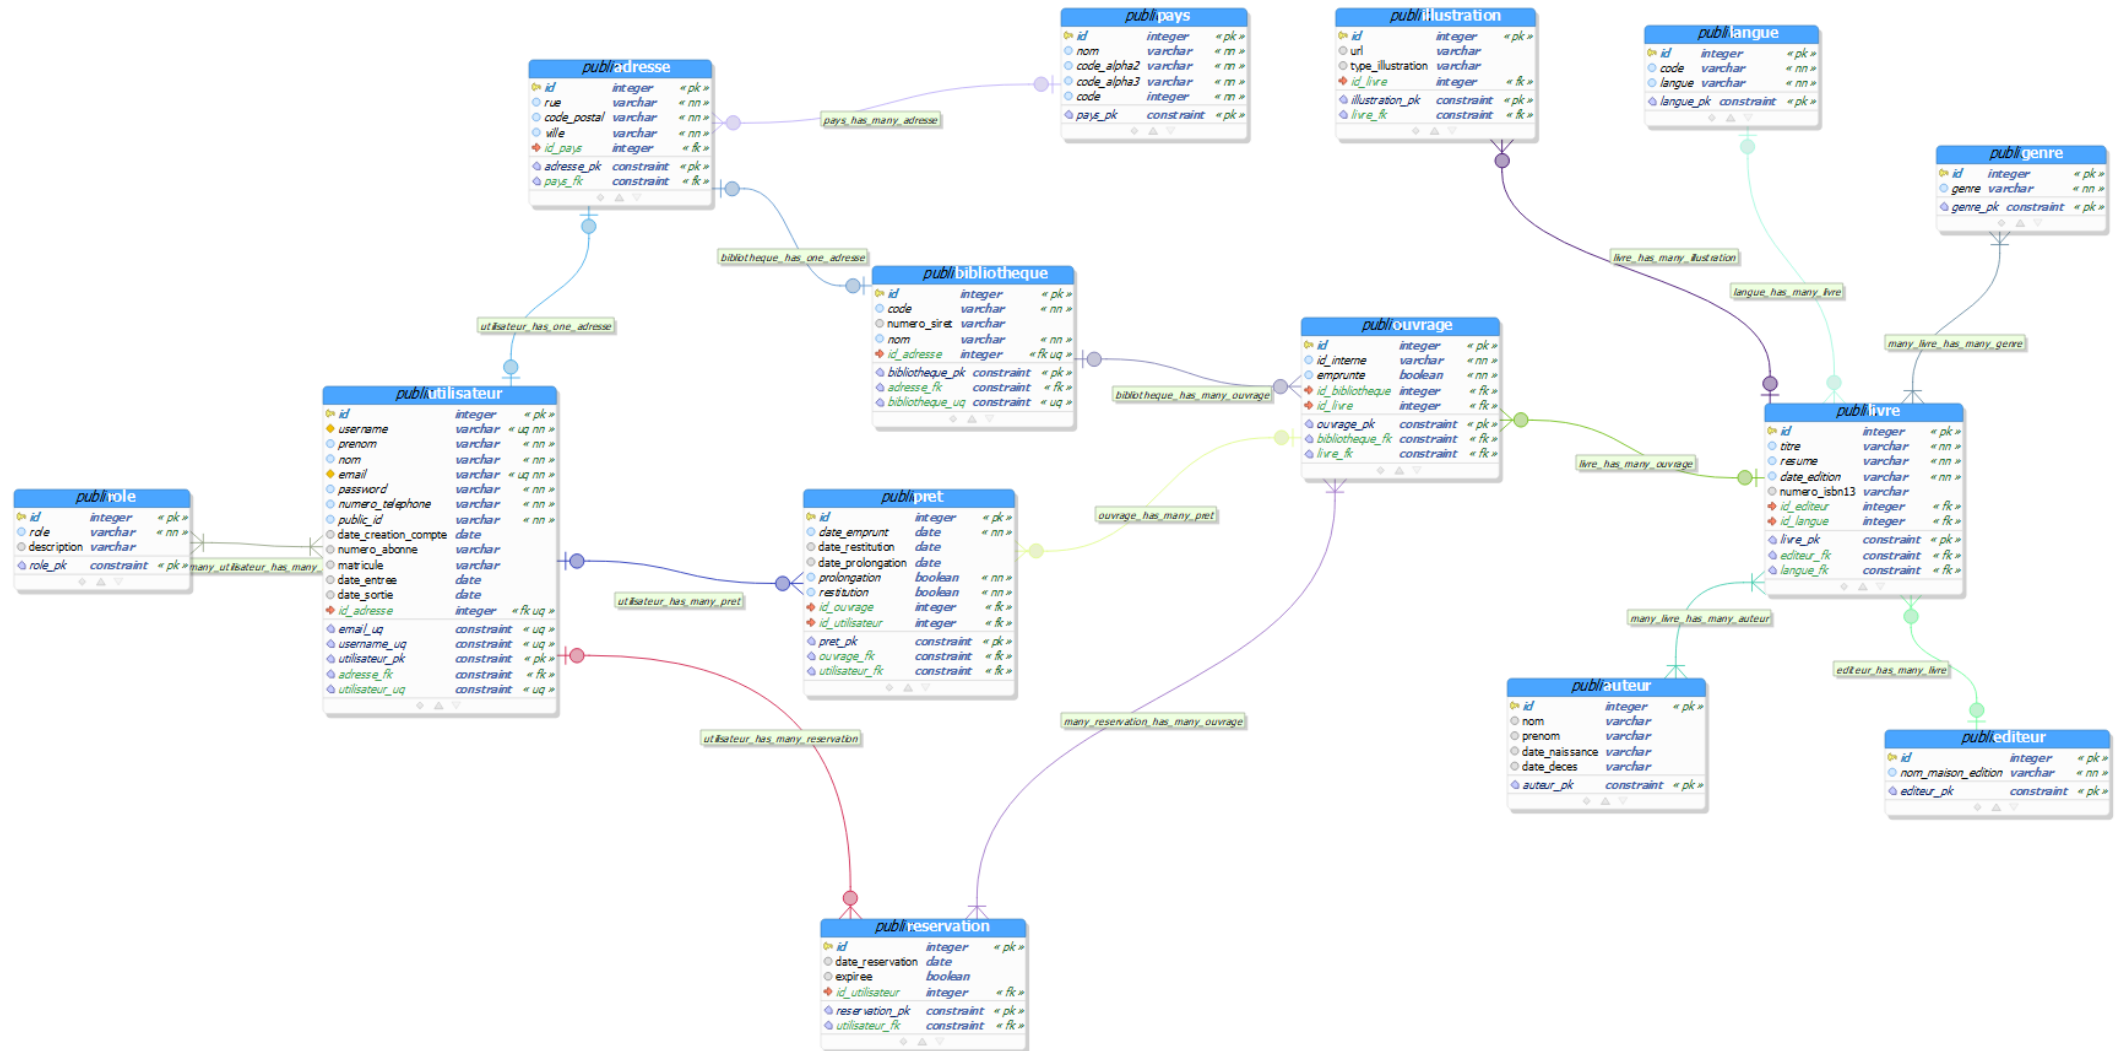 publicpays
id integer « pk »
nom varchar « nn »
code_alpha2 varchar « nn »
code_alpha3 varchar « nn »
code integer « nn »
pays_pk constraint « pk »
illustration
id integer « pk »
url varchar
type_illustration varchar
id_livre integer « fk »
illustration_pk constraint « pk »
livre_fk constraint « fk »
langue
id integer « pk »
code varchar « nn »
langue varchar « nn »
langue_pk constraint « pk »
adresse
id integer « pk »
rue varchar « nn »
code_postal varchar « nn »
ville varchar « nn »
id_pays integer « fk »
adresse_pk constraint « pk »
pays_fk constraint « fk »
pays_has_many_adresse
genre
id integer « pk »
genre varchar « nn »
genre_pk constraint « pk »
bibliotheque_has_one_adresse
livre_has_many_illustration
langue_has_many_livre
utilisateur_has_one_adresse
many_livre_has_many_genre
bibliotheque
id integer « pk »
code varchar « nn »
numero_siret varchar
nom varchar « nn »
id_adresse integer « fk uq »
bibliotheque_pk constraint « pk »
adresse_fk constraint « fk »
bibliotheque_uq constraint « uq »
bibliotheque_has_many_ouvrage
ouvrage
id integer « pk »
id_interne varchar « nn »
emprunte boolean « nn »
id_bibliotheque integer « fk »
id_livre integer « fk »
ouvrage_pk constraint « pk »
bibliotheque_fk constraint « fk »
livre_fk constraint « fk »
livre_has_many_ouvrage
livre
id integer « pk »
titre varchar « nn »
resume varchar « nn »
date_edition varchar « nn »
numero_isbn13 varchar
id_editeur integer « fk »
id_langue integer « fk »
livre_pk constraint « pk »
editeur_fk constraint « fk »
langue_fk constraint « fk »
utilisateur
id integer « pk »
username varchar « uq nn »
prenom varchar « nn »
nom varchar « nn »
email varchar « uq nn »
password varchar « nn »
numero_telephone varchar « nn »
public_id varchar « nn »
date_creation_compte date
numero_abonne varchar
matricule varchar
date_entree date
date_sortie date
id_adresse integer « fk uq »
email_uq constraint « uq »
username_uq constraint « uq »
utilisateur_pk constraint « pk »
adresse_fk constraint « fk »
utilisateur_uq constraint « uq »
role
id integer « pk »
role varchar « nn »
description varchar
role_pk constraint « pk »
many_utilisateur_has_many_
pret
id integer « pk »
date_emprunt date « nn »
date_restitution date
date_prolongation date
prolongation boolean « nn »
restitution boolean « nn »
id_ouvrage integer « fk »
id_utilisateur integer « fk »
pret_pk constraint « pk »
ouvrage_fk constraint « fk »
utilisateur_fk constraint « fk »
ouvrage_has_many_pret
utilisateur_has_many_pret
many_livre_has_many_auteur
editeur_has_many_livre
auteur
id integer « pk »
nom varchar
prenom varchar
date_naissance varchar
date_deces varchar
auteur_pk constraint « pk »
editeur
id integer « pk »
nom_maison_edition varchar « nn »
editeur_pk constraint « pk »
many_reservation_has_many_ouvrage
utilisateur_has_many_reservation
reservation
id integer « pk »
date_reservation date
expiree boolean
id_utilisateur integer « fk »
reservation_pk constraint « pk »
utilisateur_fk constraint « fk »